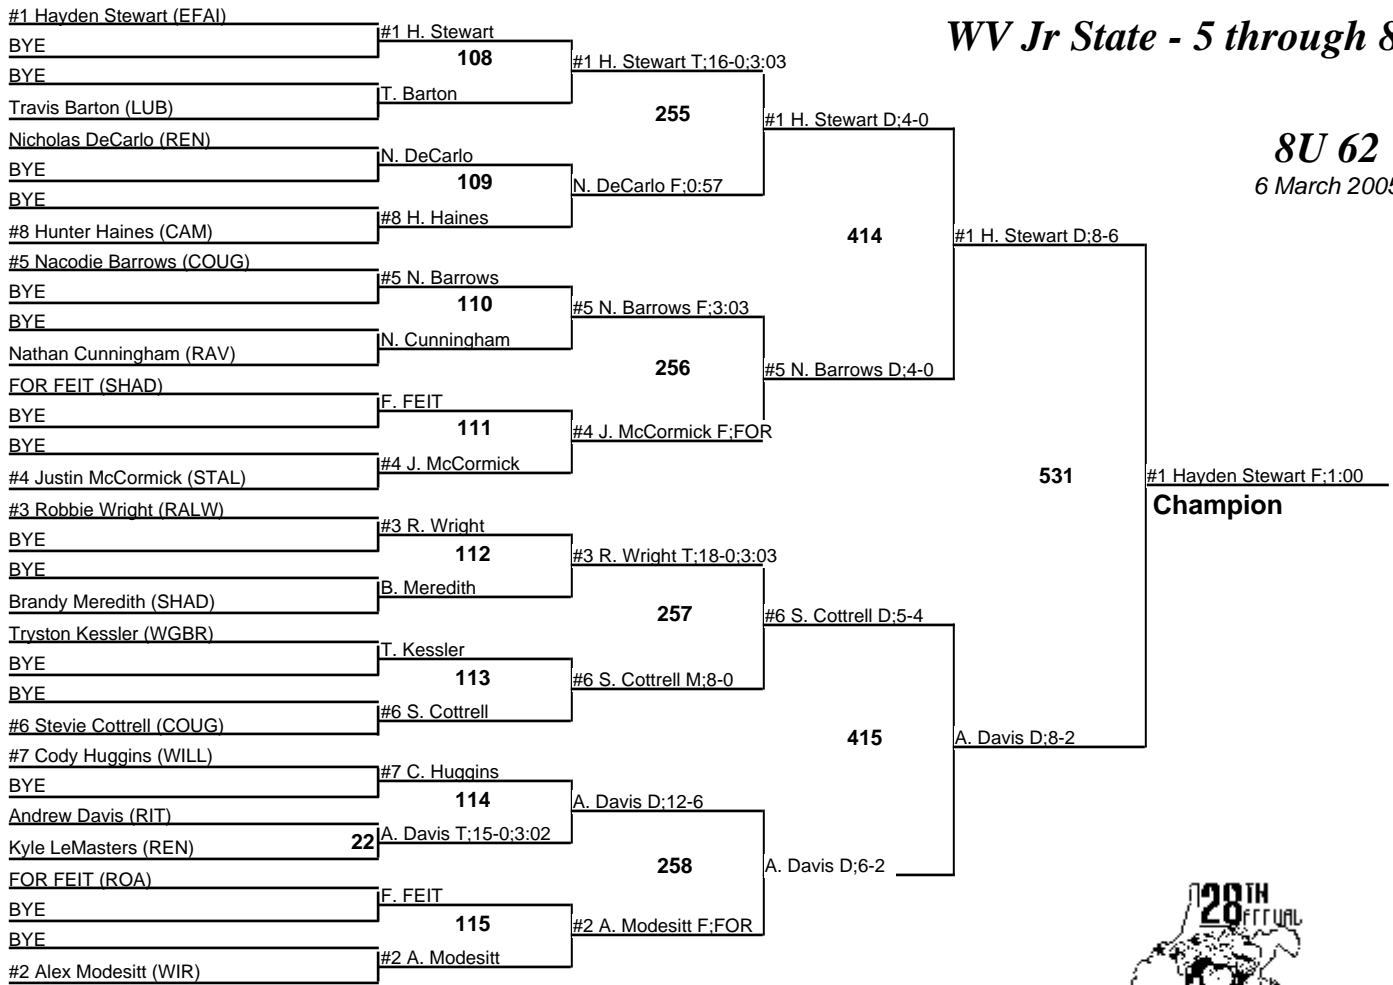 WV Jr State - 5 through 8
8U 62
6 March 2005
#1 Hayden Stewart (EFAI)
BYE
BYE
Travis Barton (LUB)
Nicholas DeCarlo (REN)
BYE
BYE
#8 Hunter Haines (CAM)
#5 Nacodie Barrows (COUG)
BYE
BYE
Nathan Cunningham (RAV)
FOR FEIT (SHAD)
BYE
BYE
#4 Justin McCormick (STAL)
#3 Robbie Wright (RALW)
BYE
BYE
Brandy Meredith (SHAD)
Tryston Kessler (WGBR)
BYE
BYE
#6 Stevie Cottrell (COUG)
#7 Cody Huggins (WILL)
BYE
Andrew Davis (RIT)
Kyle LeMasters (REN)
22
FOR FEIT (ROA)
BYE
BYE
#2 Alex Modesitt (WIR)
#1 H. Stewart
108
T. Barton
N. DeCarlo
109
#8 H. Haines
#5 N. Barrows
110
N. Cunningham
F. FEIT
111
#4 J. McCormick
#3 R. Wright
112
B. Meredith
T. Kessler
113
#6 S. Cottrell
#7 C. Huggins
114
A. Davis T;15-0;3:02
F. FEIT
115
#2 A. Modesitt
#1 H. Stewart T;16-0;3:03
255
N. DeCarlo F;0:57
#5 N. Barrows F;3:03
256
#4 J. McCormick F;FOR
#3 R. Wright T;18-0;3:03
257
#6 S. Cottrell M;8-0
A. Davis D;12-6
258
#2 A. Modesitt F;FOR
#1 H. Stewart D;4-0
414
#5 N. Barrows D;4-0
#6 S. Cottrell D;5-4
415
A. Davis D;6-2
#1 H. Stewart D;8-6
531
A. Davis D;8-2
#1 Hayden Stewart F;1:00
Champion
28TH